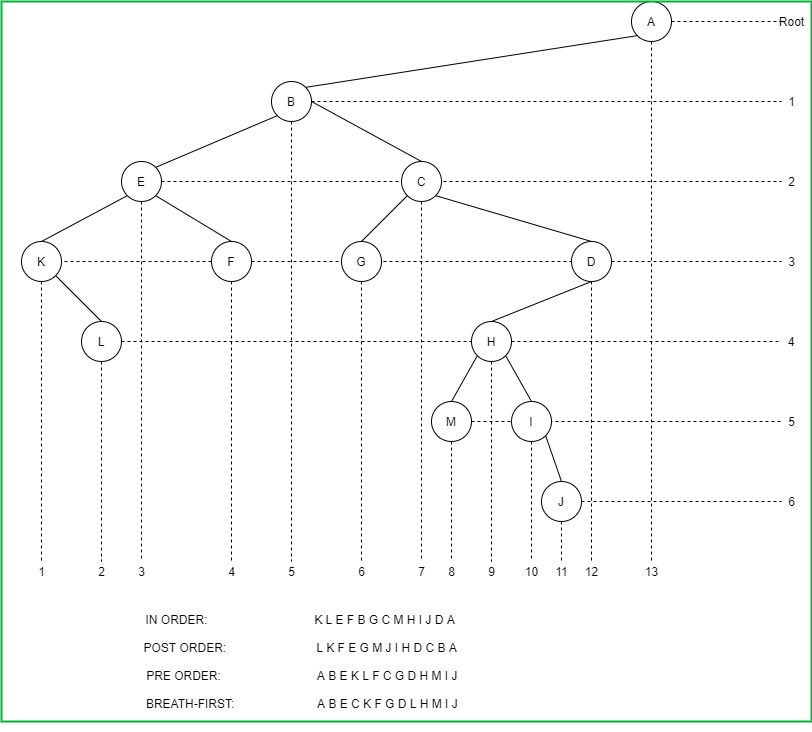 A Root
B 1
E C 2
K F G D 3
L H 4
M I 5
J 6
1 2 3 4 5 6 7 8 9 10 11 12 13
IN ORDER: K L E F B G C M H I J D A
POST ORDER: L K F E G M J I H D C B A
PRE ORDER: A B E K L F C G D H M I J
BREATH-FIRST: A B E C K F G D L H M I J